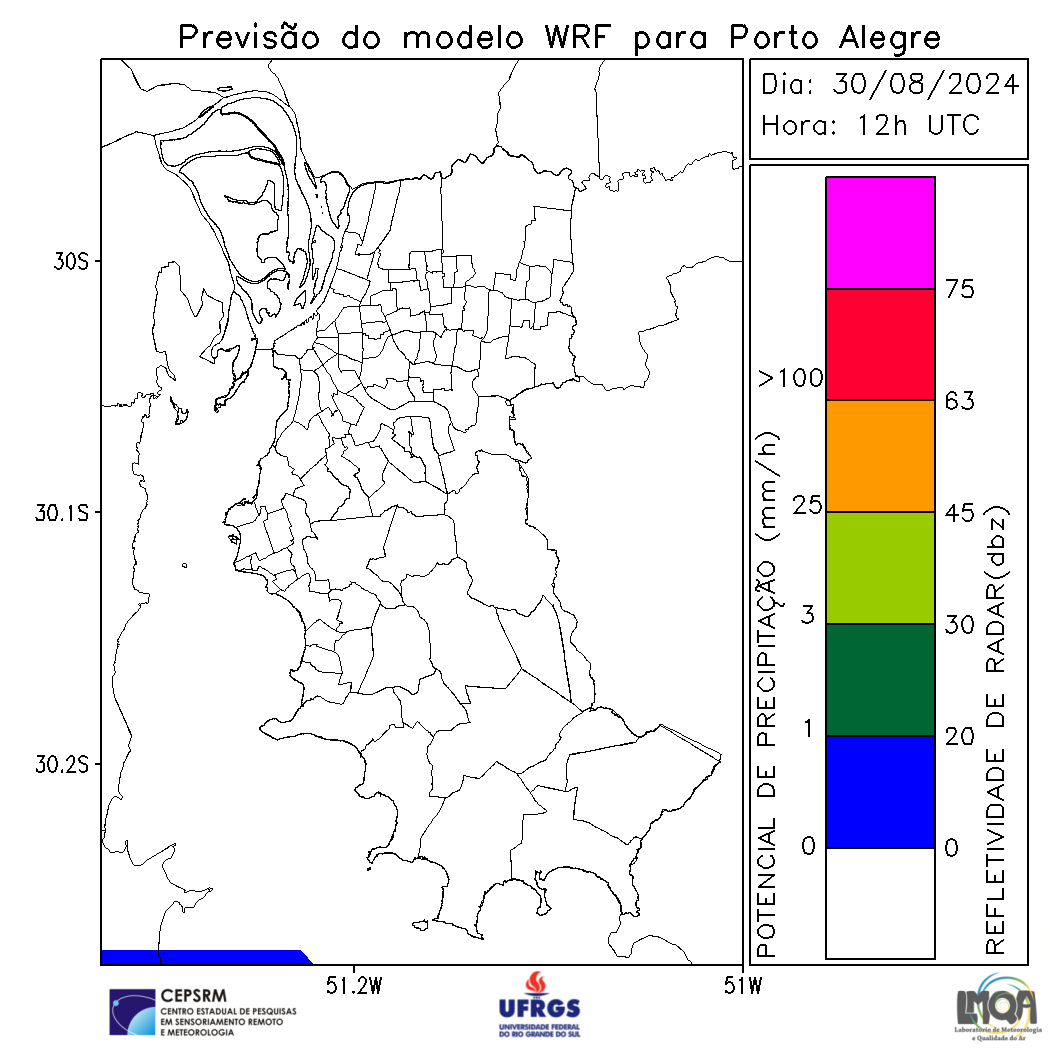 Previsão do modelo WRF para Porto Alegre
Dia: 30/08/2024
Hora: 12h UTC
30S
30.1S
30.2S
51.2W
51W
POTENCIAL DE PRECIPITAÇÃO (mm/h)
>100
25
3
1
0
75
63
45
30
20
0
REFLETIVIDADE DE RADAR(dbz)
CEPSRM
CENTRO ESTADUAL DE PESQUISAS
EM SENSORIAMENTO REMOTO
E METEOROLOGIA
UFRGS
UNIVERSIDADE FEDERAL
DO RIO GRANDE DO SUL
LMQA
Laboratório de Meteorologia
e Qualidade do Ar